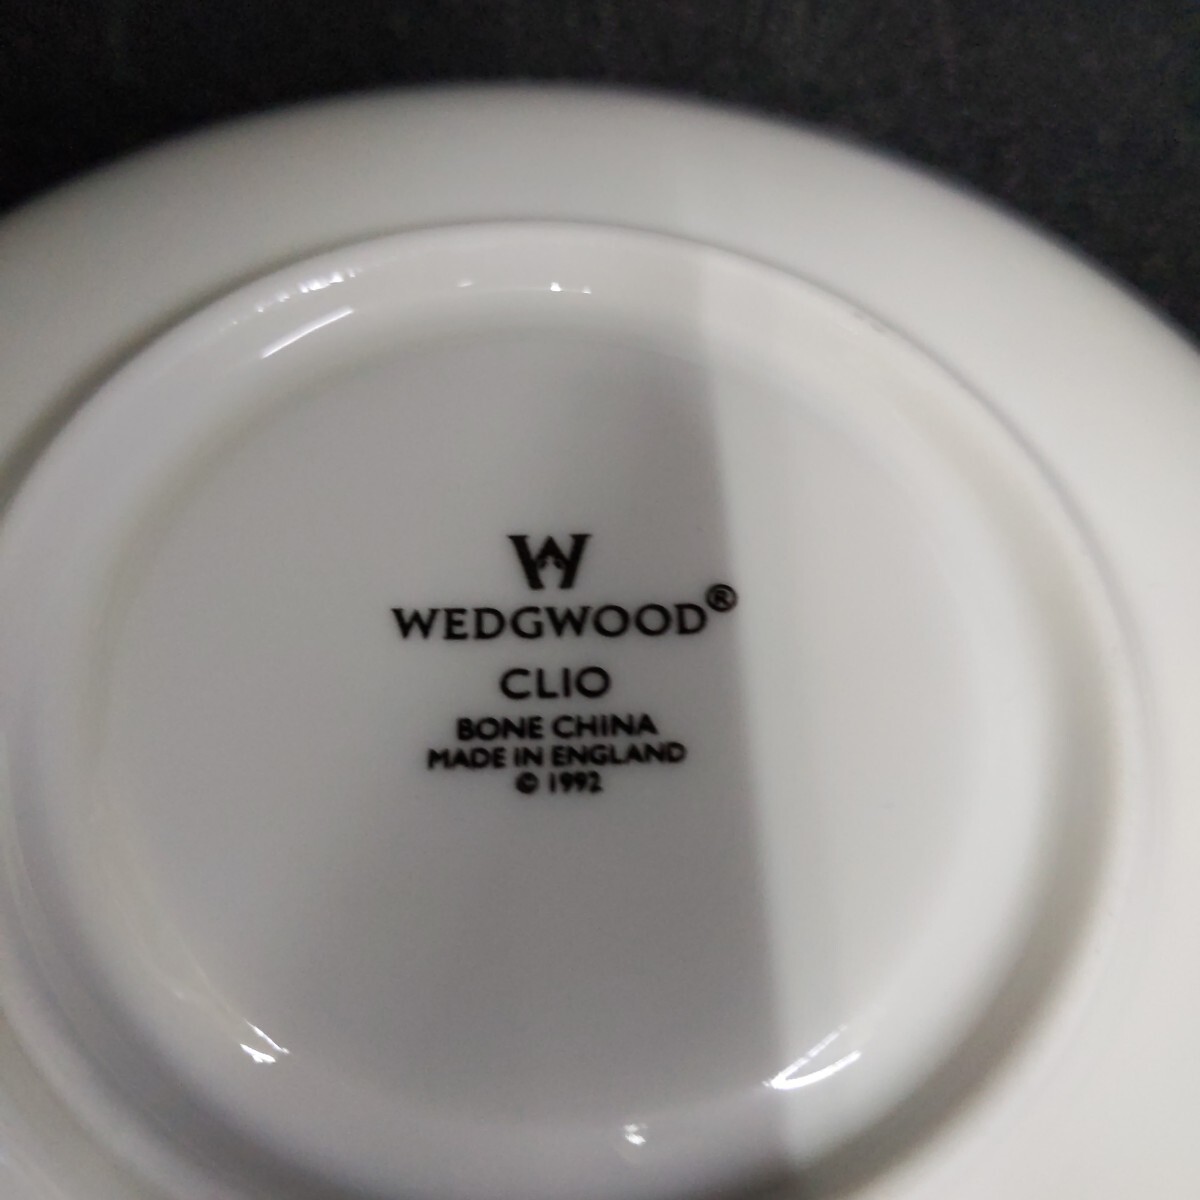 W
WEDGWOOD®
CLIO
BONE CHINA
MADE IN ENGLAND
© 1992